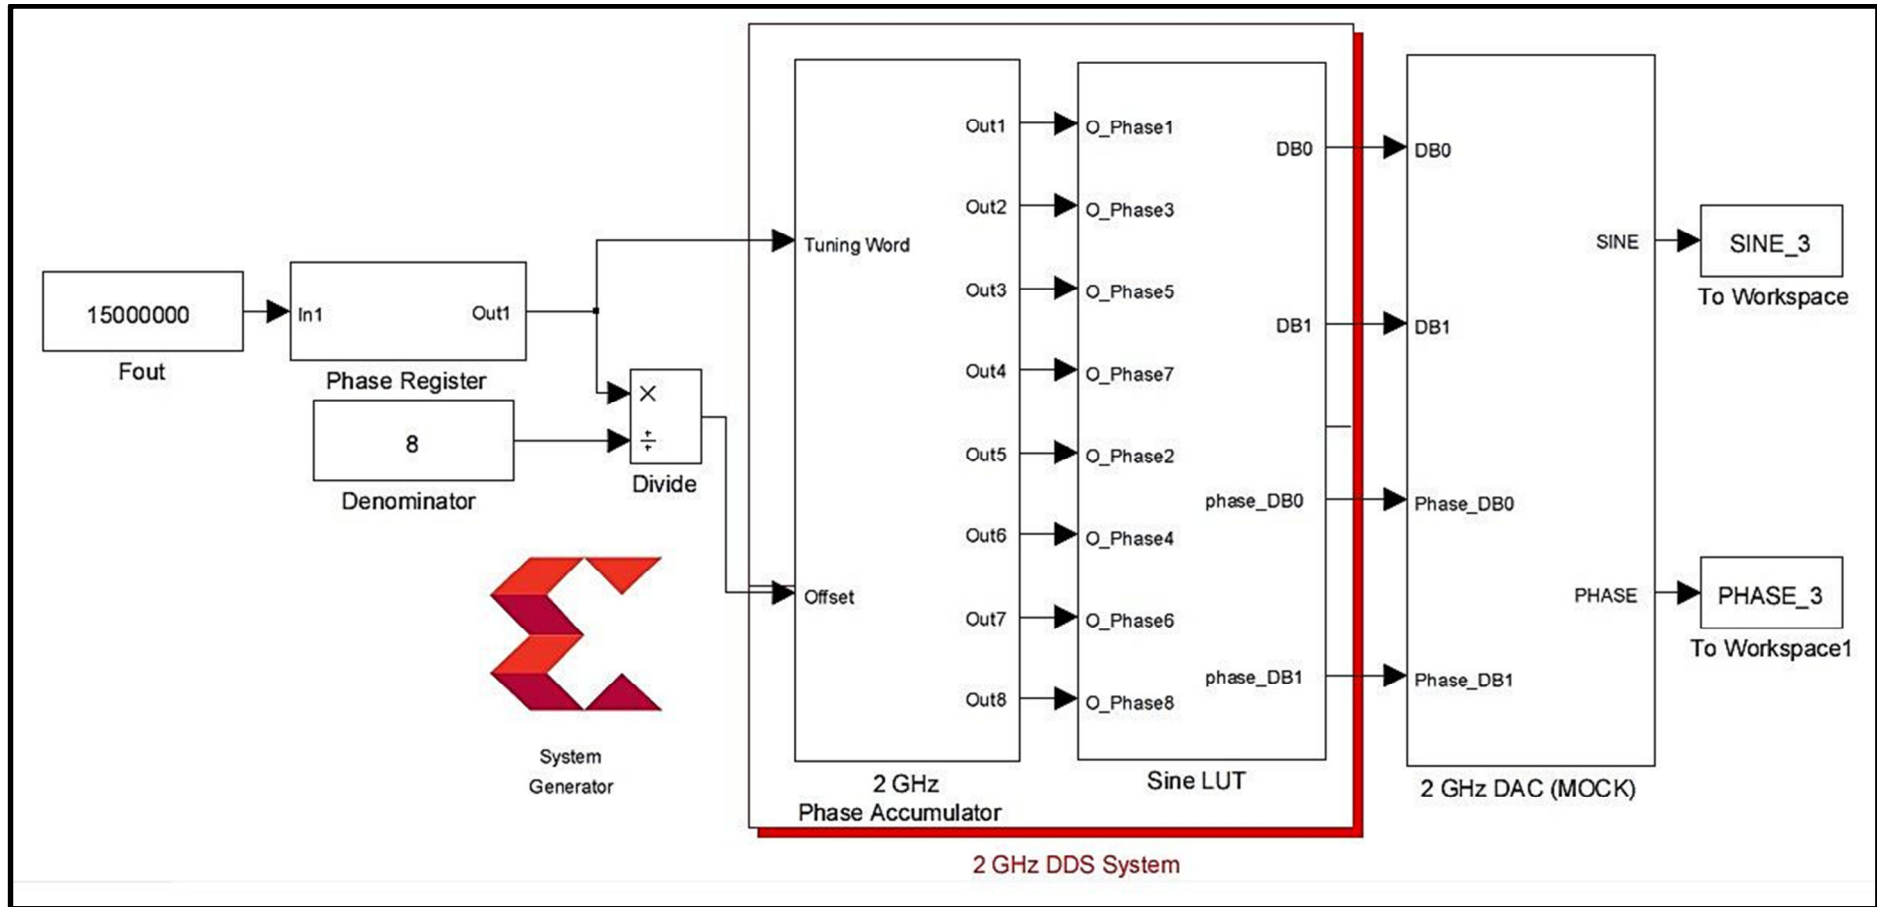 15000000
Fout
In1
Out1
Phase Register
8
Denominator
×
÷
Divide
System
Generator
Tuning Word
Offset
Out1
Out2
Out3
Out4
Out5
Out6
Out7
Out8
2 GHz
Phase Accumulator
O_Phase1
O_Phase3
O_Phase5
O_Phase7
O_Phase2
O_Phase4
O_Phase6
O_Phase8
DB0
DB1
phase_DB0
phase_DB1
Sine LUT
2 GHz DDS System
DB0
DB1
Phase_DB0
Phase_DB1
SINE
PHASE
2 GHz DAC (MOCK)
SINE_3
To Workspace
PHASE_3
To Workspace1